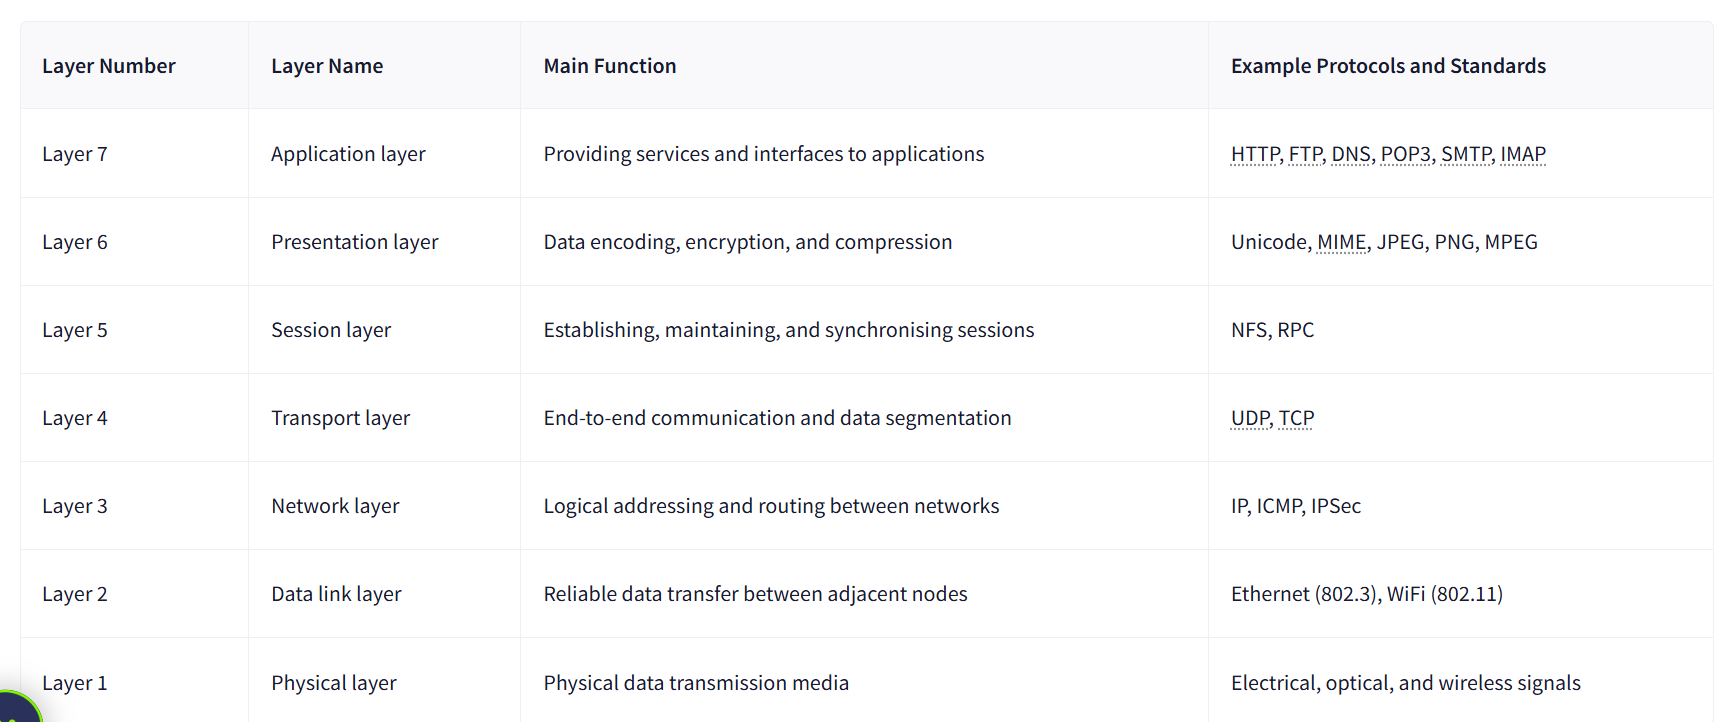 Layer Number Layer Name Main Function Example Protocols and Standards
Layer 7 Application layer Providing services and interfaces to applications HTTP, FTP, DNS, POP3, SMTP, IMAP
Layer 6 Presentation layer Data encoding, encryption, and compression Unicode, MIME, JPEG, PNG, MPEG
Layer 5 Session layer Establishing, maintaining, and synchronising sessions NFS, RPC
Layer 4 Transport layer End-to-end communication and data segmentation UDP, TCP
Layer 3 Network layer Logical addressing and routing between networks IP, ICMP, IPSec
Layer 2 Data link layer Reliable data transfer between adjacent nodes Ethernet (802.3), WiFi (802.11)
Layer 1 Physical layer Physical data transmission media Electrical, optical, and wireless signals